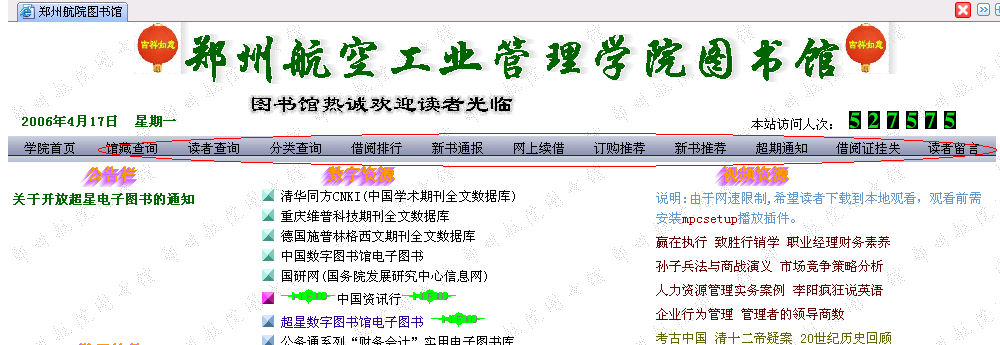 郑州航院图书馆
吉祥如意
郑州航空工业管理学院图书馆
吉祥如意
图书馆热诚欢迎读者光临
2006年4月17日 星期一
本站访问人次: 527575
学院首页 馆藏查询 读者查询 分类查询 借阅排行 新书通报 网上续借 订购推荐 新书推荐 超期通知 借阅证挂失 读者留言
公告栏
关于开放超星电子图书的通知
数字资源
清华同方CNKI(中国学术期刊全文数据库)
重庆维普科技期刊全文数据库
德国施普林格西文期刊全文数据库
中国数字图书馆电子图书
国研网(国务院发展研究中心信息网)
中国资讯行
超星数字图书馆电子图书
公务通系列“财务会计”实用电子图书库
视频资源
说明:由于网速限制,希望读者下载到本地观看，观看前需
安装mpcsetup播放插件。
赢在执行 致胜行销学 职业经理财务素养
孙子兵法与商战演义 市场竞争策略分析
人力资源管理实务案例 李阳疯狂说英语
企业行为管理 管理者的领导商数
考古中国 清十二帝疑案 20世纪历史回顾